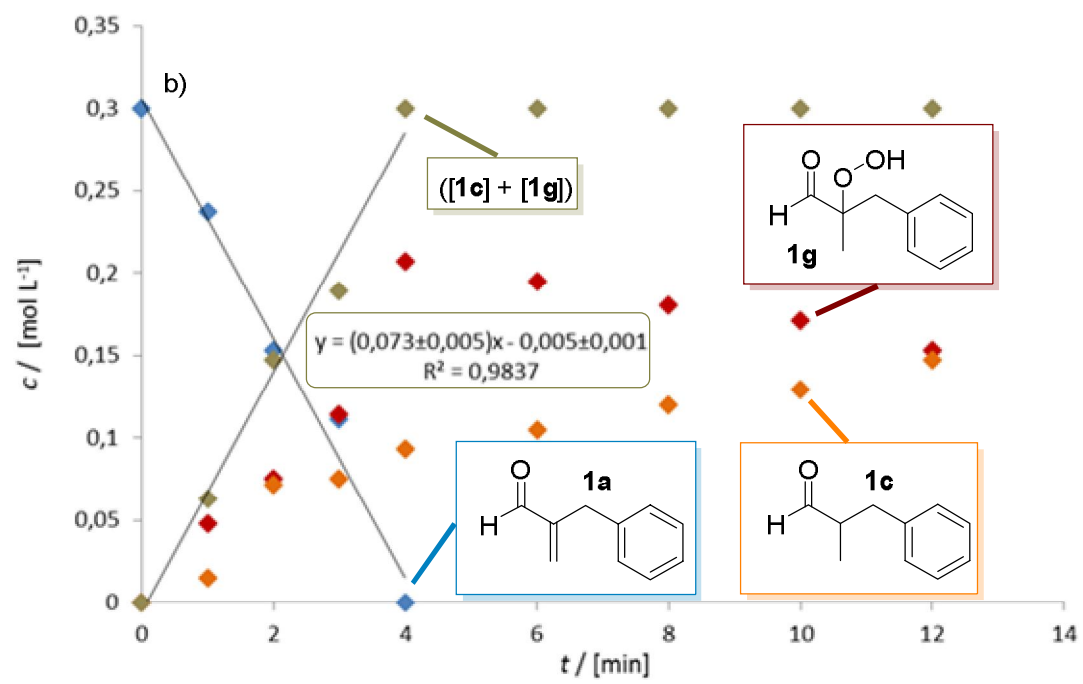 b)
0,35
0,3
0,25
0,2
0,15
0,1
0,05
0
c / [mol L⁻¹]
([1c] + [1g])
O
O
OH
H
1g
y = (0,073±0,005)x - 0,005±0,001
R² = 0,9837
O
1a
H
O
1c
H
0
2
4
6
8
10
12
14
t / [min]